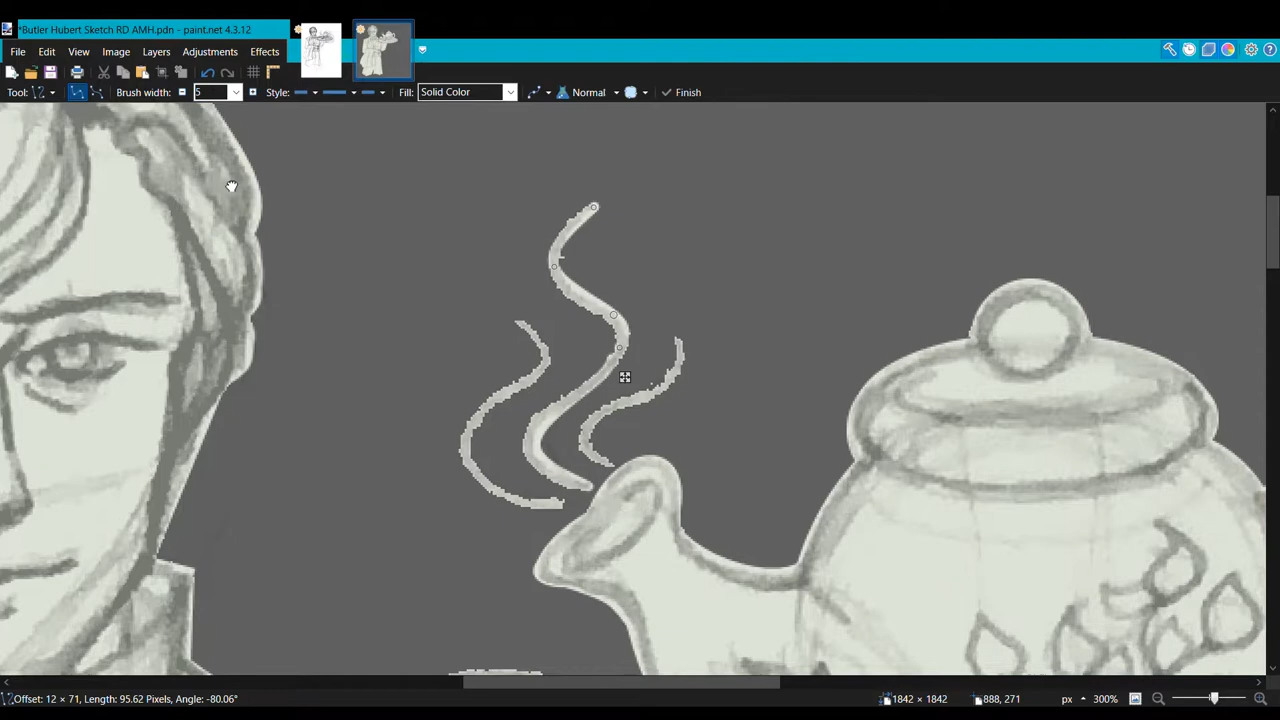 *Butler Hubert Sketch RD AMH.pdn - paint.net 4.3.12
File Edit View Image Layers Adjustments Effects
Tool: Brush width: 5 Style: Fill: Solid Color Normal Finish
Offset: 12 × 71, Length: 95.62 Pixels, Angle: -80.06° 1842 × 1842 888, 271 px 300%